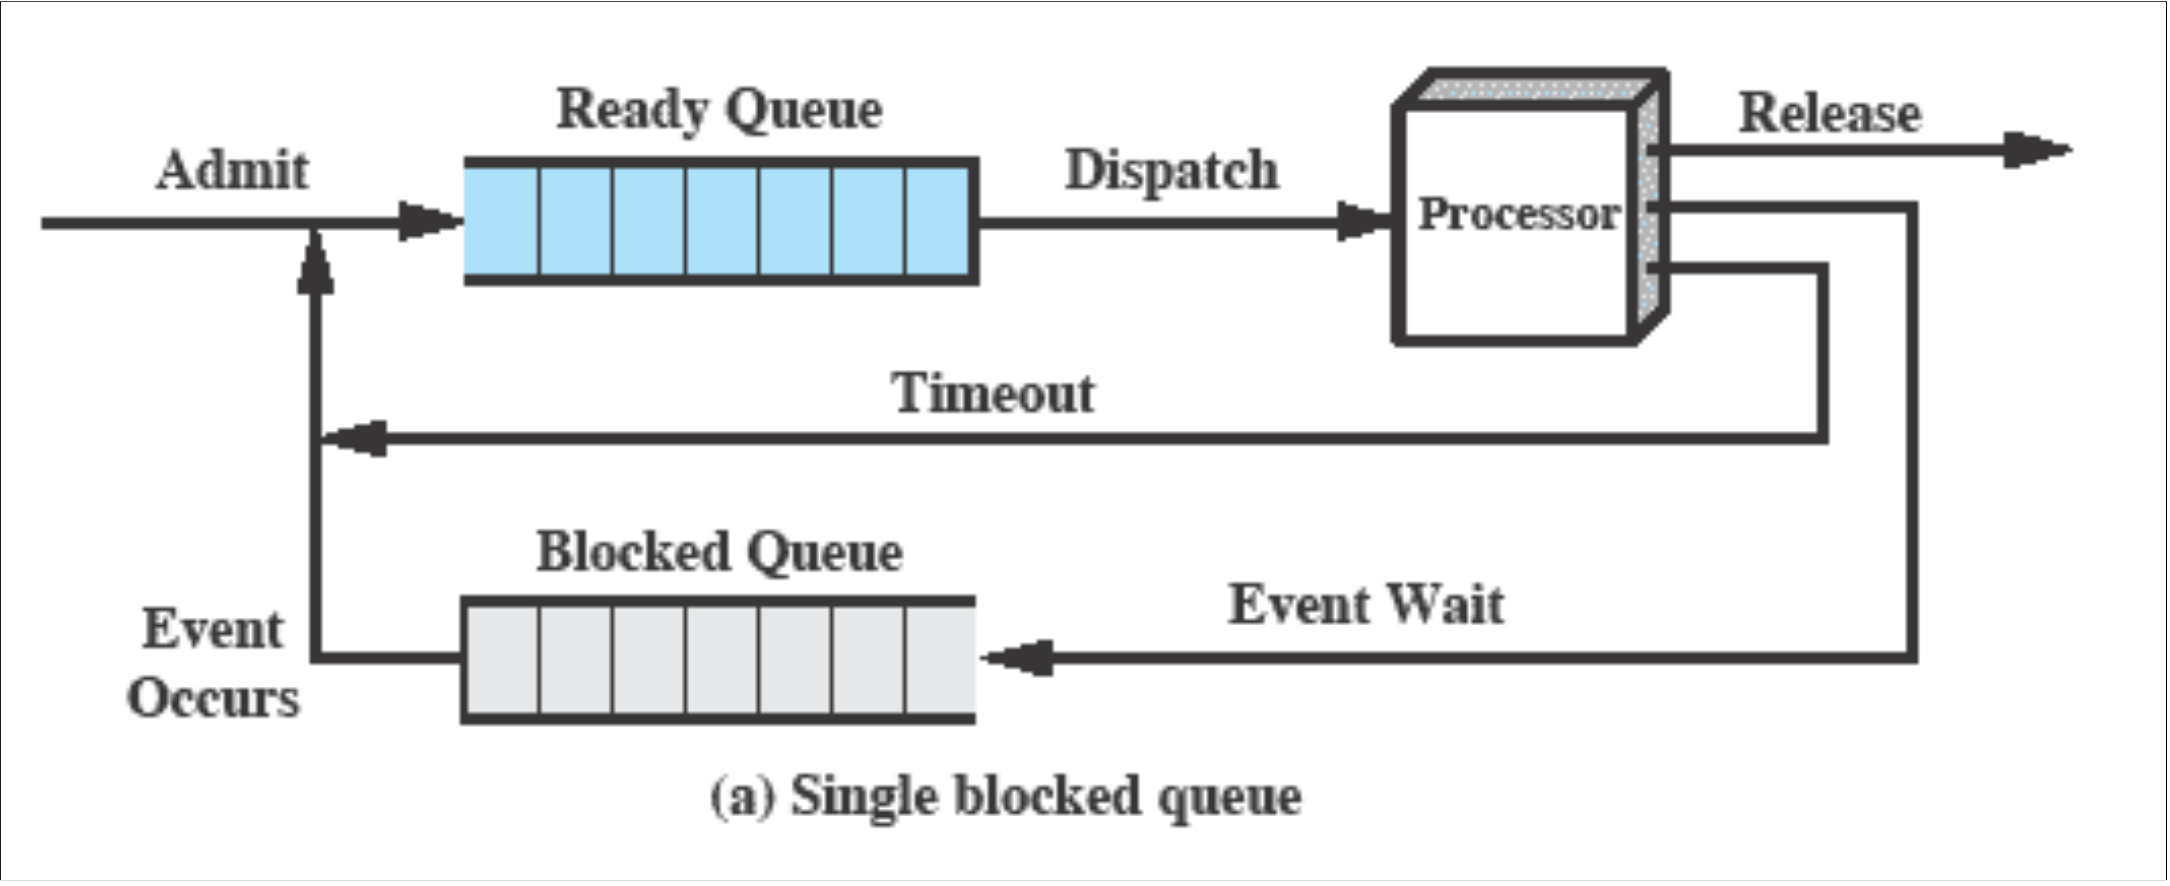 Ready Queue
Release
Admit
Dispatch
Processor
Timeout
Blocked Queue
Event Wait
Event
Occurs
(a) Single blocked queue